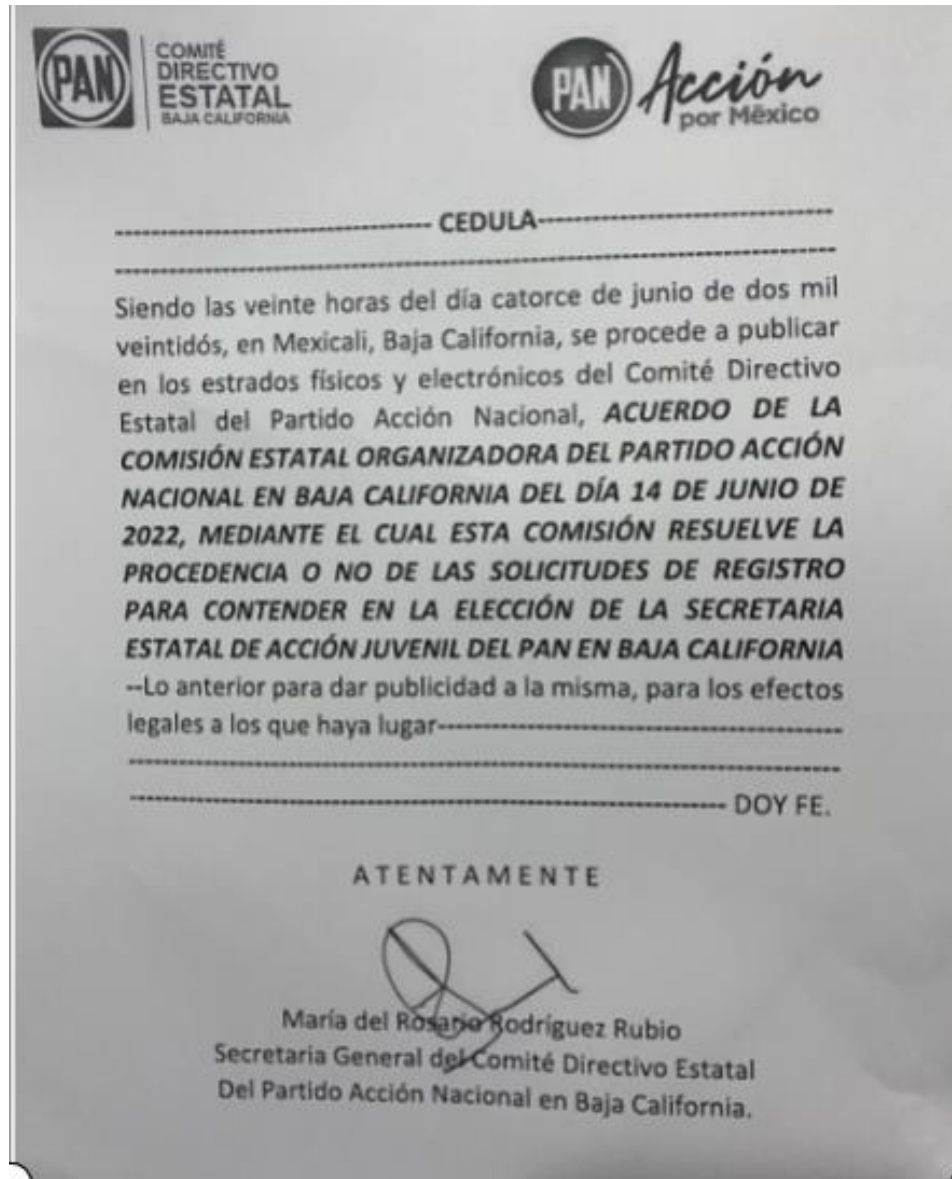 PAN
COMITÉ
DIRECTIVO
ESTATAL
BAJA CALIFORNIA
PAN
Acción
por México
------------------------------------ CEDULA-----------------------------------
--------------------------------------------------------------------------------
Siendo las veinte horas del día catorce de junio de dos mil
veintidós, en Mexicali, Baja California, se procede a publicar
en los estrados físicos y electrónicos del Comité Directivo
Estatal del Partido Acción Nacional, ACUERDO DE LA
COMISIÓN ESTATAL ORGANIZADORA DEL PARTIDO ACCIÓN
NACIONAL EN BAJA CALIFORNIA DEL DÍA 14 DE JUNIO DE
2022, MEDIANTE EL CUAL ESTA COMISIÓN RESUELVE LA
PROCEDENCIA O NO DE LAS SOLICITUDES DE REGISTRO
PARA CONTENDER EN LA ELECCIÓN DE LA SECRETARIA
ESTATAL DE ACCIÓN JUVENIL DEL PAN EN BAJA CALIFORNIA
--Lo anterior para dar publicidad a la misma, para los efectos
legales a los que haya lugar-----------------------------------------------
--------------------------------------------------------------------------------
------------------------------------------------------------------- DOY FE.
A T E N T A M E N T E
María del Rosario Rodríguez Rubio
Secretaria General del Comité Directivo Estatal
Del Partido Acción Nacional en Baja California.